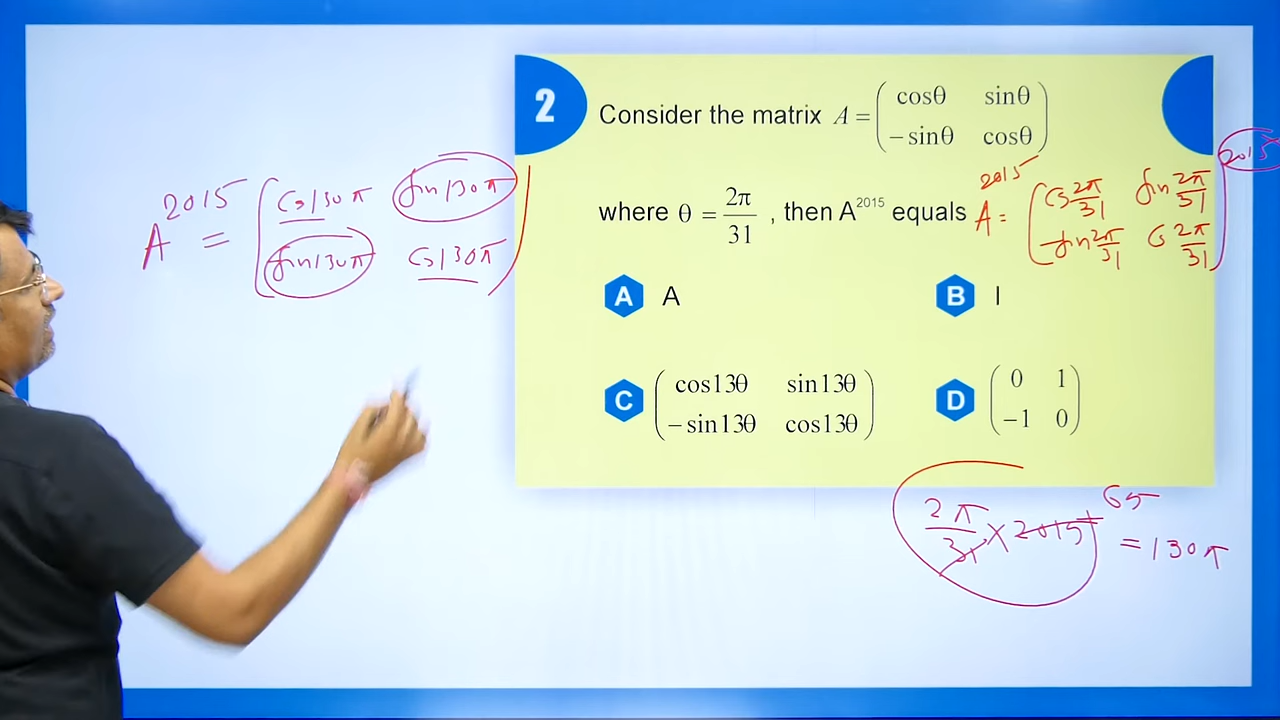 2
Consider the matrix A = ( cosθ sinθ
−sinθ cosθ )
where θ = 2π/31 , then A^2015 equals
A A
B I
C ( cos13θ sin13θ
−sin13θ cos13θ )
D ( 0 1
−1 0 )
A^2015 = [ cos130π sin130π
sin130π cos130π ]
2015
A = [ cos 2π/31 sin 2π/31
-sin 2π/31 cos 2π/31 ] 2015
2π/31 × 2015 65
= 130π